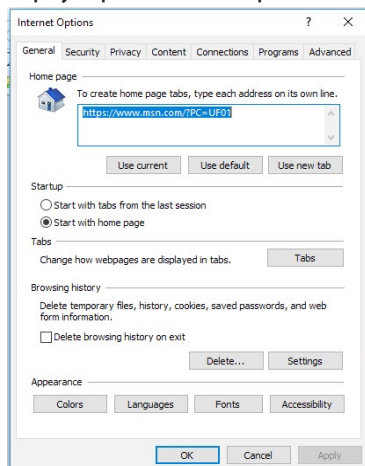 Internet Options
?
General Security Privacy Content Connections Programs Advanced
Home page
To create home page tabs, type each address on its own line.
https://www.msn.com/?PC=UF01
Use current Use default Use new tab
Startup
Start with tabs from the last session
Start with home page
Tabs
Change how webpages are displayed in tabs. Tabs
Browsing history
Delete temporary files, history, cookies, saved passwords, and web
form information.
Delete browsing history on exit
Delete... Settings
Appearance
Colors Languages Fonts Accessibility
OK Cancel Apply